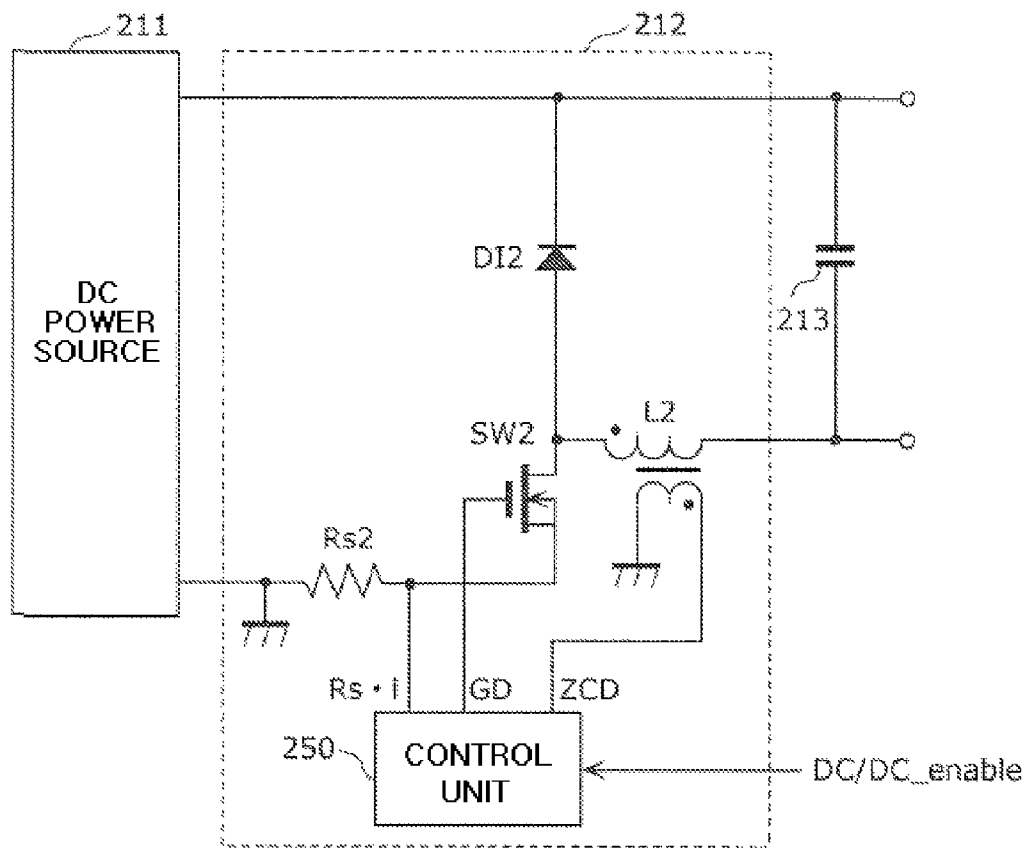 211
212
DC
POWER
SOURCE
DI2
213
L2
SW2
Rs2
Rs・i
GD
ZCD
250
CONTROL
UNIT
DC/DC_enable